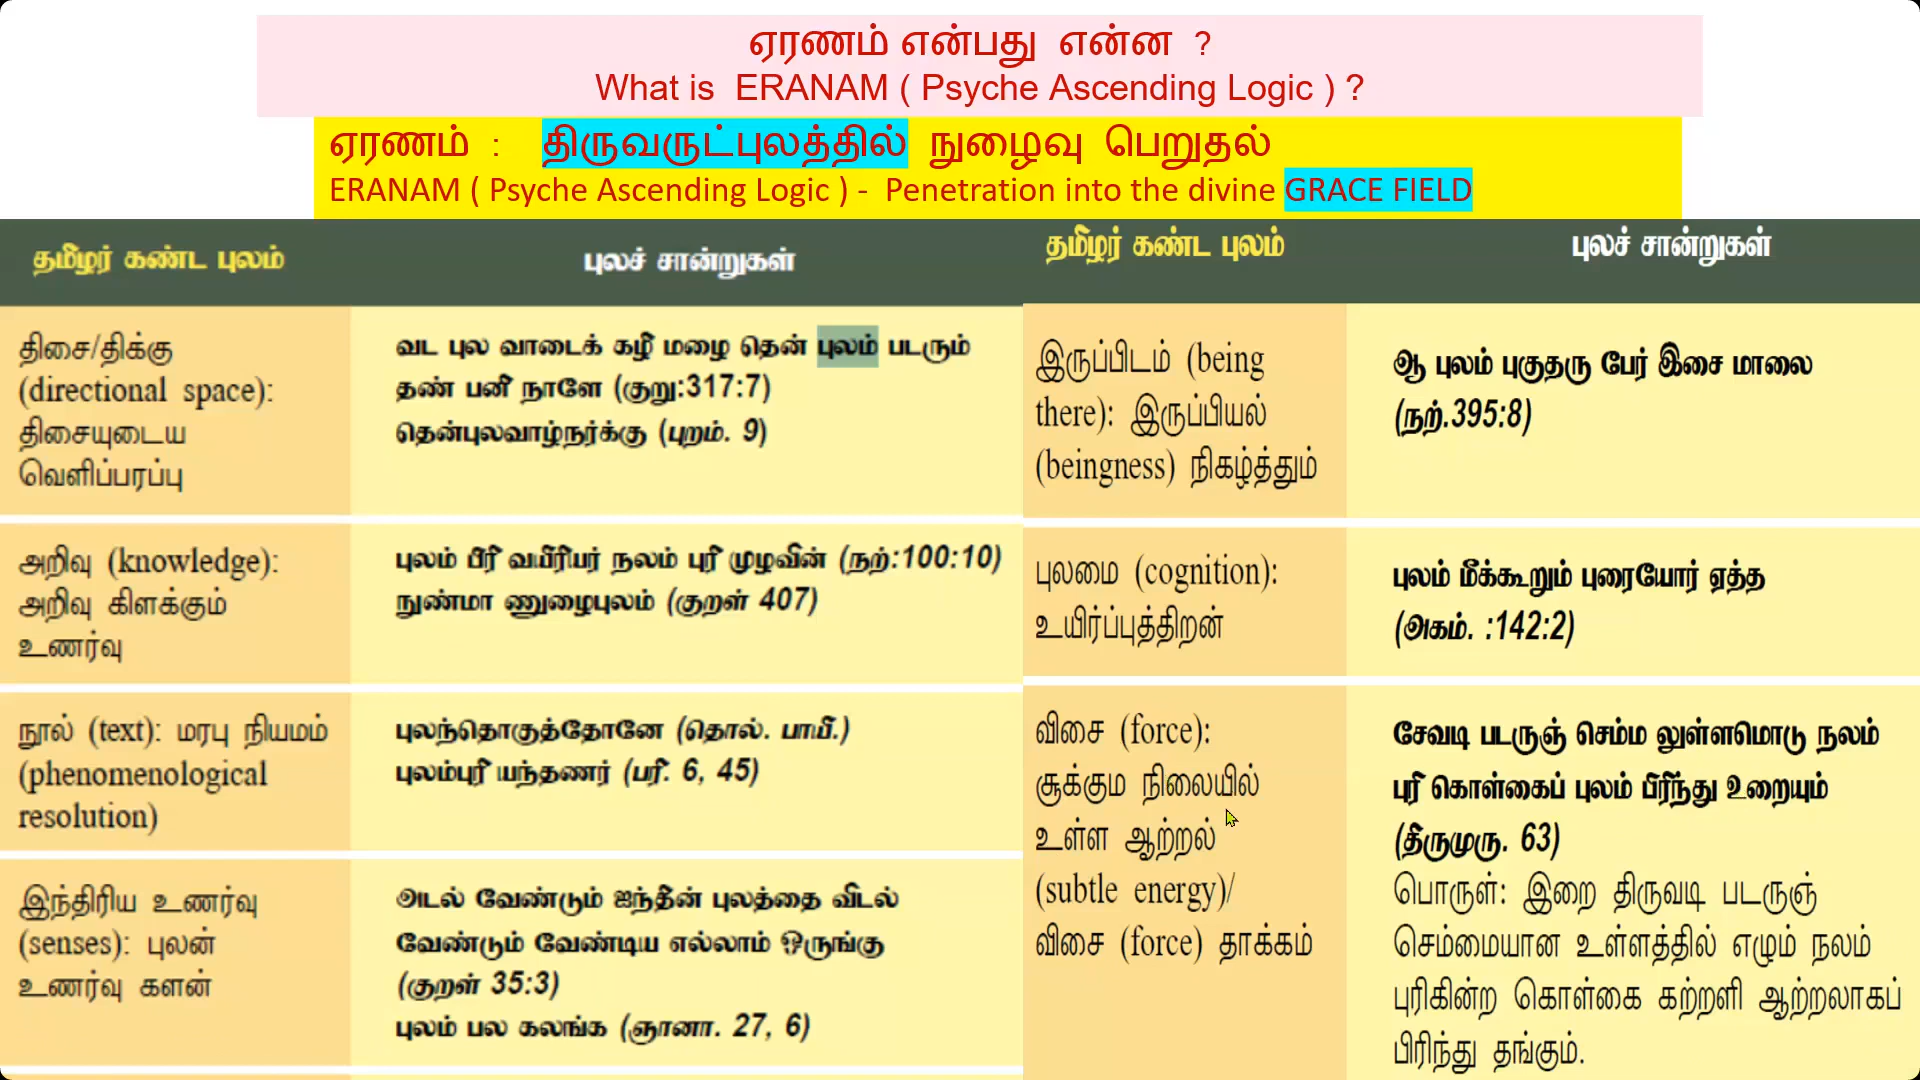 ஏரணம் என்பது என்ன ?
What is ERANAM ( Psyche Ascending Logic ) ?
ஏரணம் : திருவருட்புலத்தில் நுழைவு பெறுதல்
ERANAM ( Psyche Ascending Logic ) - Penetration into the divine GRACE FIELD
தமிழர் கண்ட புலம்
புலச் சான்றுகள்
திசை/திக்கு
(directional space):
திசையுடைய
வெளிப்பரப்பு
வட புல வாடைக் கழி மழை தென் புலம் படரும்
தண் பனி நாளே (குறு:317:7)
தென்புலவாழ்நர்க்கு (புறம். 9)
அறிவு (knowledge):
அறிவு கிளக்கும்
உணர்வு
புலம் பிரி வயிரியர் நலம் புரி முழவின் (நற்:100:10)
நுண்மா ணுழைபுலம் (குறள் 407)
நூல் (text): மரபு நியமம்
(phenomenological
resolution)
புலந்தொகுத்தோனே (தொல். பாயி.)
புலம்புரி யந்தணர் (பரி. 6, 45)
இந்திரிய உணர்வு
(senses): புலன்
உணர்வு களன்
அடல் வேண்டும் ஐந்தின் புலத்தை விடல்
வேண்டும் வேண்டிய எல்லாம் ஒருங்கு
(குறள் 35:3)
புலம் பல கலங்க (ஞானா. 27, 6)
தமிழர் கண்ட புலம்
புலச் சான்றுகள்
இருப்பிடம் (being
there): இருப்பியல்
(beingness) நிகழ்த்தும்
ஆ புலம் புகுதரு பேர் இசை மாலை
(நற்.395:8)
புலமை (cognition):
உயிர்ப்புத்திறன்
புலம் மீக்கூறும் புரையோர் ஏத்த
(அகம். :142:2)
விசை (force):
சூக்கும நிலையில்
உள்ள ஆற்றல்
(subtle energy)/
விசை (force) தாக்கம்
சேவடி படருஞ் செம்ம லுள்ளமொடு நலம்
புரி கொள்கைப் புலம் பிரிந்து உறையும்
(திருமுரு. 63)
பொருள்: இறை திருவடி படருஞ்
செம்மையான உள்ளத்தில் எழும் நலம்
புரிகின்ற கொள்கை கற்றளி ஆற்றலாகப்
பிரிந்து தங்கும்.